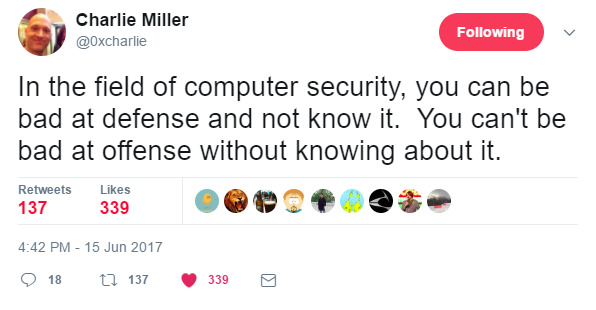 Charlie Miller
@0xcharlie
Following
In the field of computer security, you can be
bad at defense and not know it.  You can't be
bad at offense without knowing about it.
Retweets Likes
137 339
4:42 PM - 15 Jun 2017
18 137 339